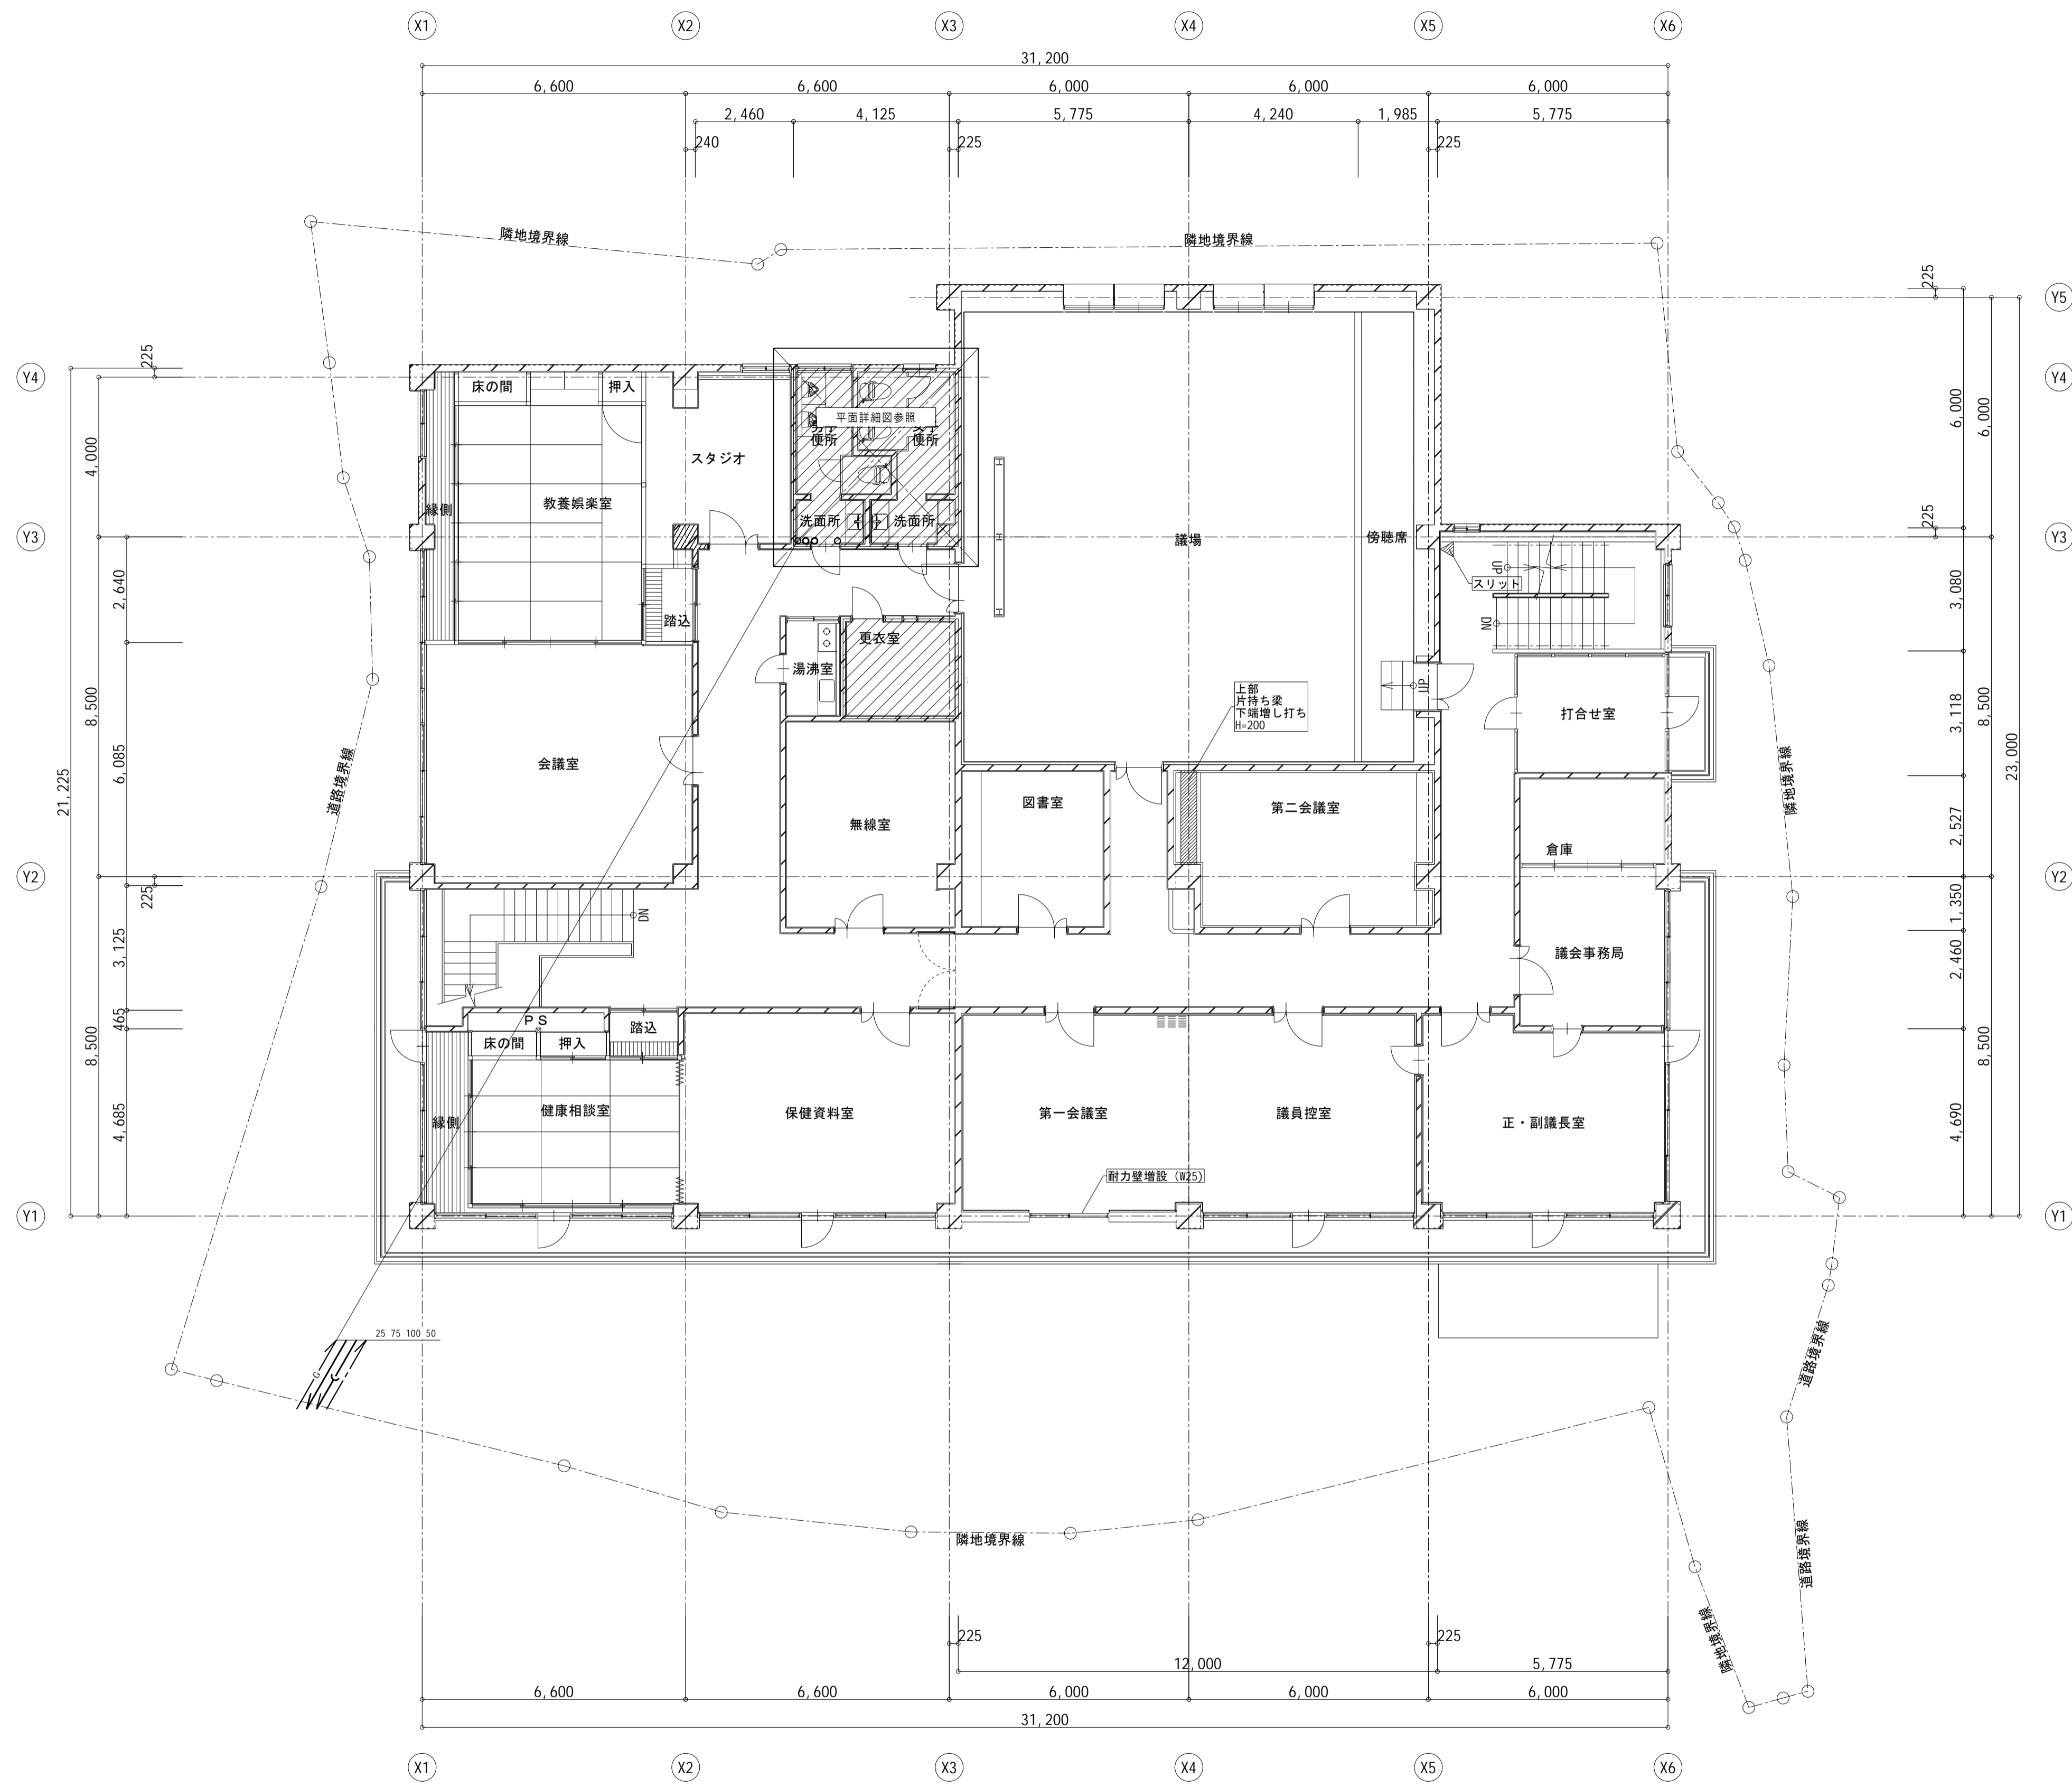 X1 X2 X3 X4 X5 X6
31,200
6,600 6,600 6,000 6,000 6,000
2,460 4,125 5,775 4,240 1,985 5,775
240 225 225
隣地境界線
隣地境界線
225
Y5
225
Y4
Y4
床の間
押入
平面詳細図参照
便所
便所
6,000
6,000
4,000
スタジオ
縁側
教養娯楽室
洗面所
洗面所
225
Y3
議場
傍聴席
Y3
UP
スリット
2,640
3,080
踏込
更衣室
DN
湯沸室
UP
上部
片持ち梁
下端増し打ち
H=200
打合せ室
3,118
8,500
8,500
6,085
会議室
道路境界線
隣地境界線
23,000
21,225
無線室
図書室
第二会議室
2,527
倉庫
Y2
Y2
225
DN
1,350
3,125
議会事務局
2,460
465
PS
踏込
床の間
押入
8,500
8,500
4,685
縁側
健康相談室
保健資料室
第一会議室
議員控室
正・副議長室
4,690
耐力壁増設 (W25)
Y1
Y1
25 75 100 50
G
道路境界線
隣地境界線
道路境界線
隣地境界線
225 225
12,000 5,775
6,600 6,600 6,000 6,000 6,000
31,200
X1 X2 X3 X4 X5 X6